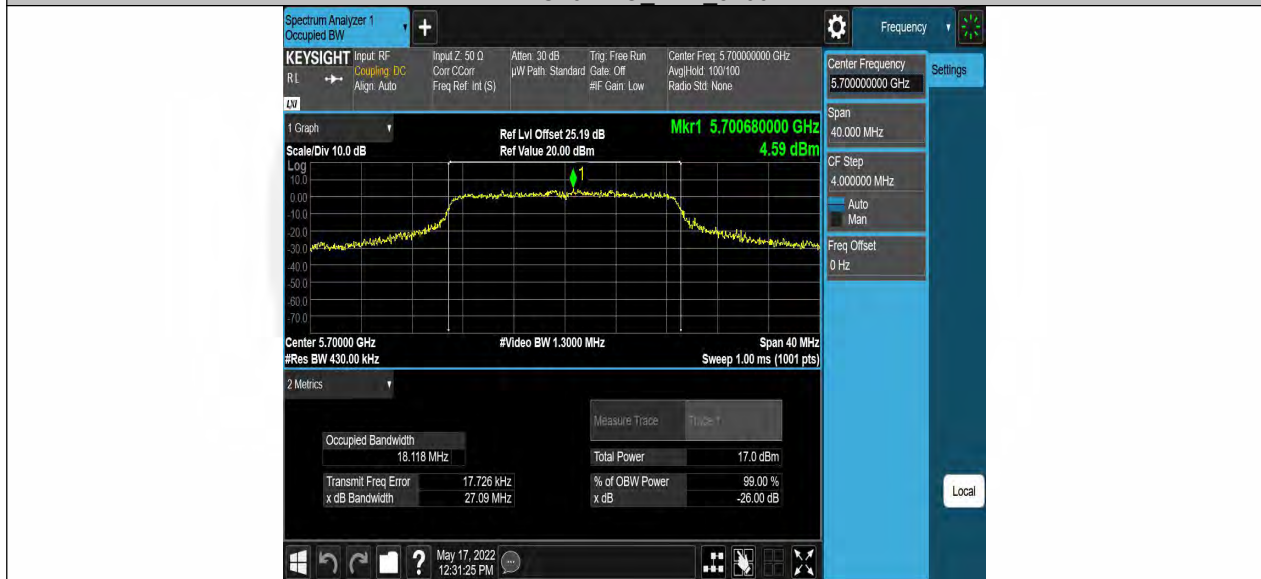 Spectrum Analyzer 1
Occupied BW
Frequency
KEYSIGHT
RL
LXI
Input: RF
Coupling: DC
Align: Auto
Input Z: 50 Ω
Corr CCorr
Freq Ref: Int (S)
Atten: 30 dB
µW Path: Standard
Trig: Free Run
Gate: Off
#IF Gain: Low
Center Freq: 5.700000000 GHz
Avg|Hold: 100/100
Radio Std: None
Center Frequency
5.700000000 GHz
Settings
Span
40.000 MHz
CF Step
4.000000 MHz
Auto
Man
Freq Offset
0 Hz
1 Graph
Scale/Div 10.0 dB
Ref Lvl Offset 25.19 dB
Ref Value 20.00 dBm
Mkr1 5.700680000 GHz
4.59 dBm
Log
10.0
0.00
-10.0
-20.0
-30.0
-40.0
-50.0
-60.0
-70.0
1
Center 5.70000 GHz
#Res BW 430.00 kHz
#Video BW 1.3000 MHz
Span 40 MHz
Sweep 1.00 ms (1001 pts)
2 Metrics
Measure Trace Trace 1
Occupied Bandwidth
18.118 MHz
Total Power 17.0 dBm
Transmit Freq Error 17.726 kHz
% of OBW Power 99.00 %
x dB Bandwidth 27.09 MHz
x dB -26.00 dB
Local
May 17, 2022
12:31:25 PM